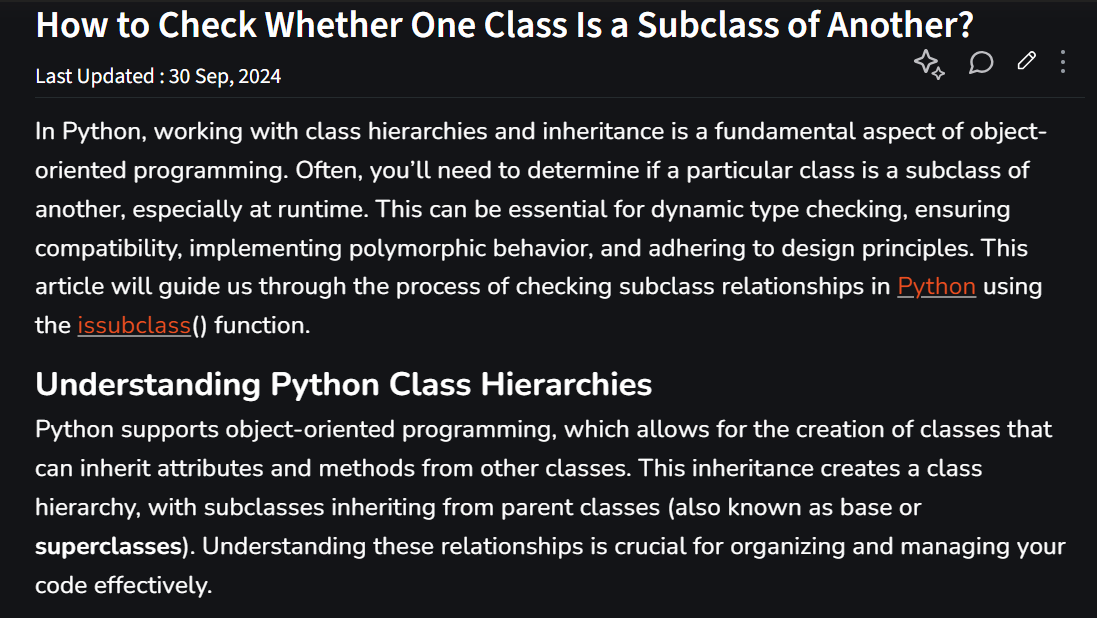 How to Check Whether One Class Is a Subclass of Another?
Last Updated : 30 Sep, 2024
In Python, working with class hierarchies and inheritance is a fundamental aspect of object-
oriented programming. Often, you’ll need to determine if a particular class is a subclass of
another, especially at runtime. This can be essential for dynamic type checking, ensuring
compatibility, implementing polymorphic behavior, and adhering to design principles. This
article will guide us through the process of checking subclass relationships in Python using
the issubclass() function.
Understanding Python Class Hierarchies
Python supports object-oriented programming, which allows for the creation of classes that
can inherit attributes and methods from other classes. This inheritance creates a class
hierarchy, with subclasses inheriting from parent classes (also known as base or
superclasses). Understanding these relationships is crucial for organizing and managing your
code effectively.